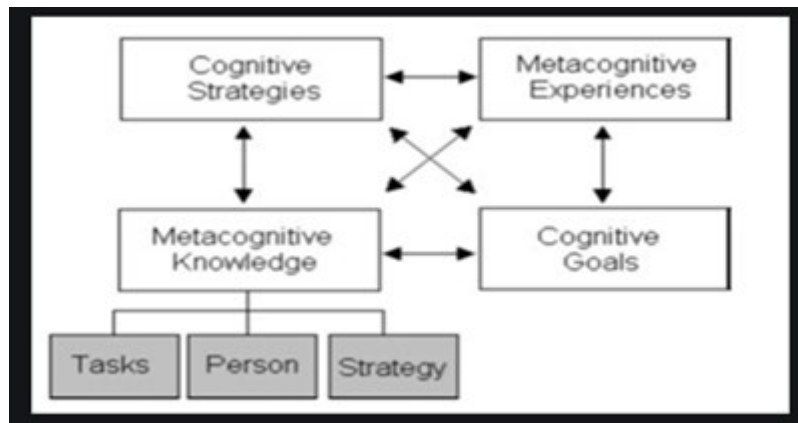 Cognitive
Strategies
Metacognitive
Experiences
Metacognitive
Knowledge
Cognitive
Goals
Tasks
Person
Strategy